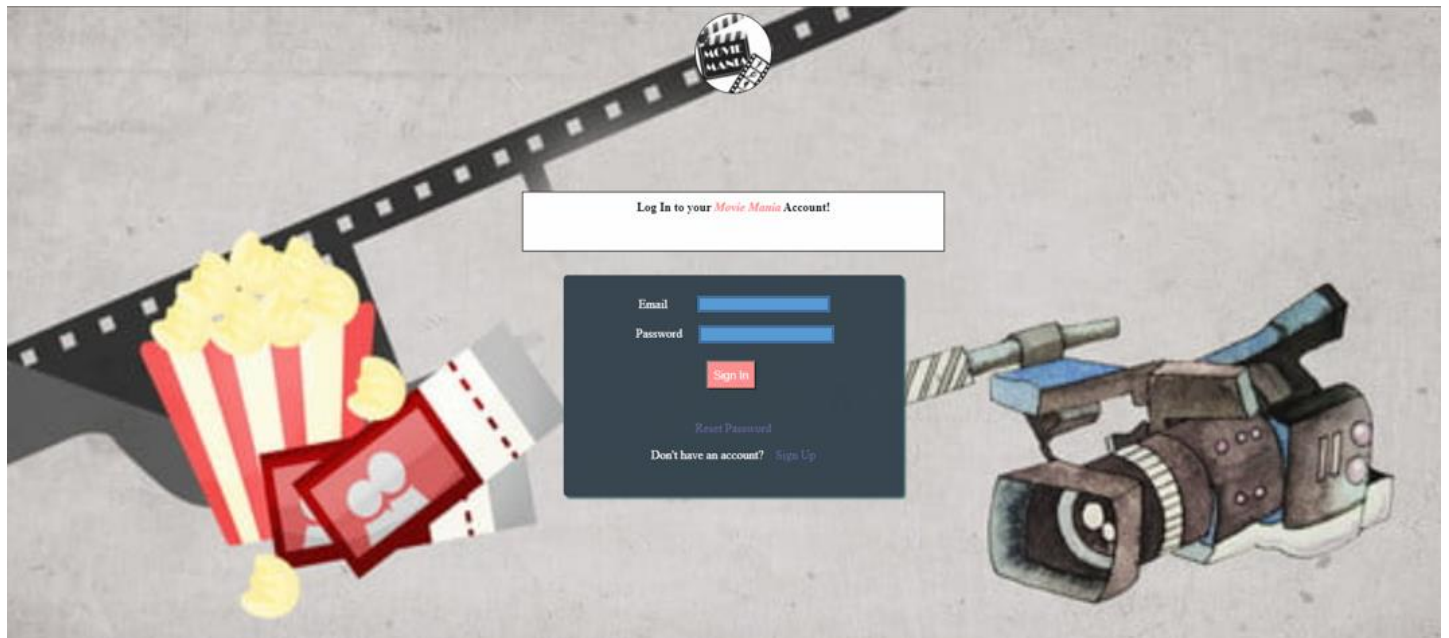 MOVIE
MANIA
Log In to your Movie Mania Account!
Email
Password
Sign In
Reset Password
Don't have an account? Sign Up